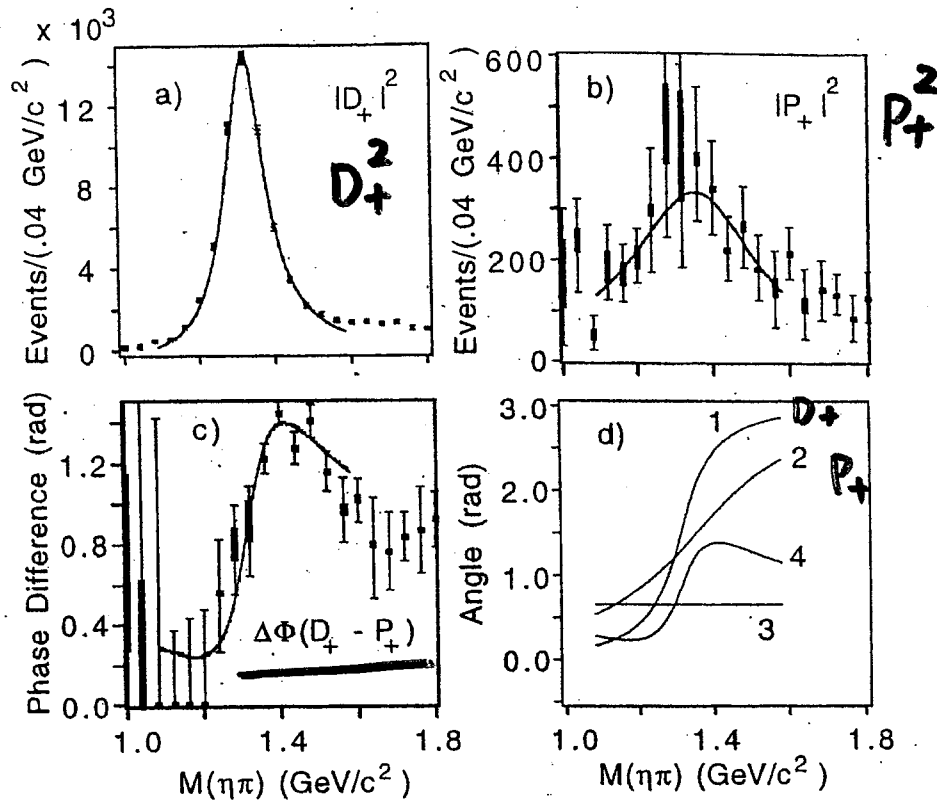 x 10³
a) |D₊|²
D₊²
Events/(.04 GeV/c²)
12
8
4
0
b) |P₊|²
P₊²
Events/(.04 GeV/c²)
600
400
200
0
c)
ΔΦ(D₊ - P₊)
Phase Difference (rad)
1.2
0.8
0.4
0.0
1.0 1.4 1.8
M(ηπ) (GeV/c²)
d) 1 D₊
2 P₊
4
3
Angle (rad)
3.0
2.0
1.0
0.0
1.0 1.4 1.8
M(ηπ) (GeV/c²)